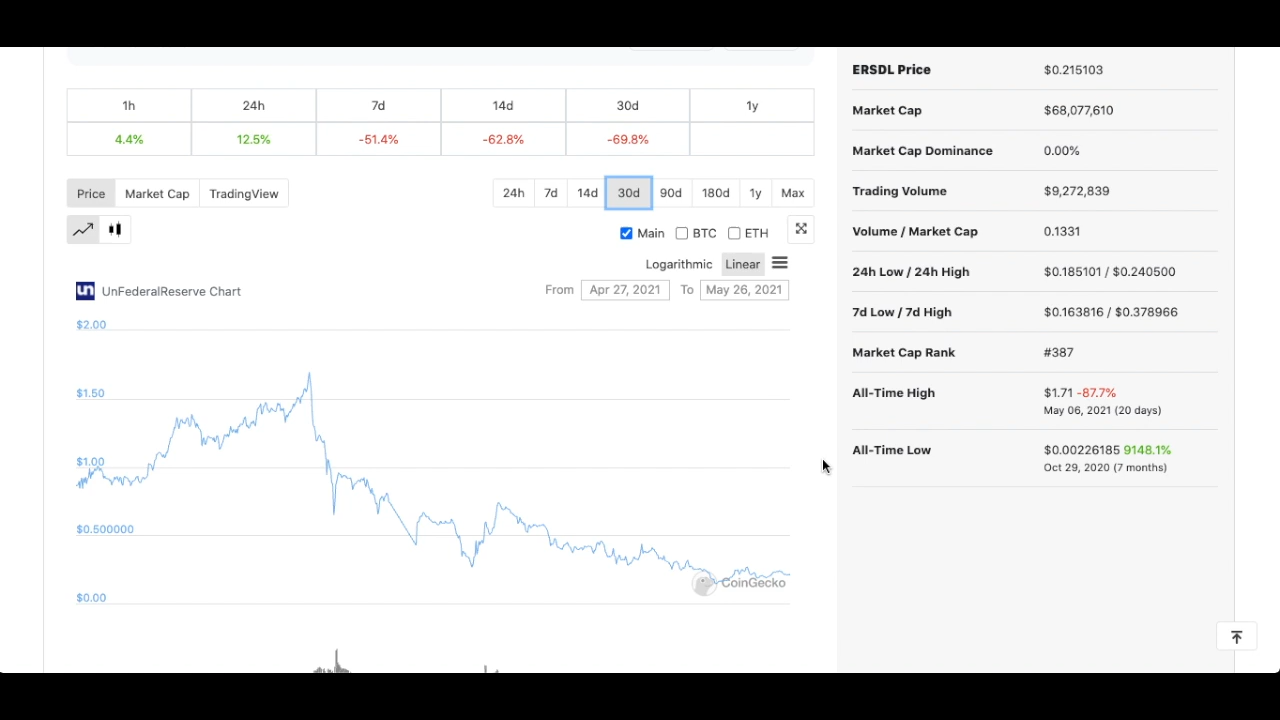 1h 24h 7d 14d 30d 1y
4.4% 12.5% -51.4% -62.8% -69.8%
Price Market Cap TradingView 24h 7d 14d 30d 90d 180d 1y Max
Main BTC ETH
Logarithmic Linear
un UnFederalReserve Chart From Apr 27, 2021 To May 26, 2021
$2.00
$1.50
$1.00
$0.500000
$0.00
CoinGecko
ERSDL Price $0.215103
Market Cap $68,077,610
Market Cap Dominance 0.00%
Trading Volume $9,272,839
Volume / Market Cap 0.1331
24h Low / 24h High $0.185101 / $0.240500
7d Low / 7d High $0.163816 / $0.378966
Market Cap Rank #387
All-Time High $1.71 -87.7%
May 06, 2021 (20 days)
All-Time Low $0.00226185 9148.1%
Oct 29, 2020 (7 months)